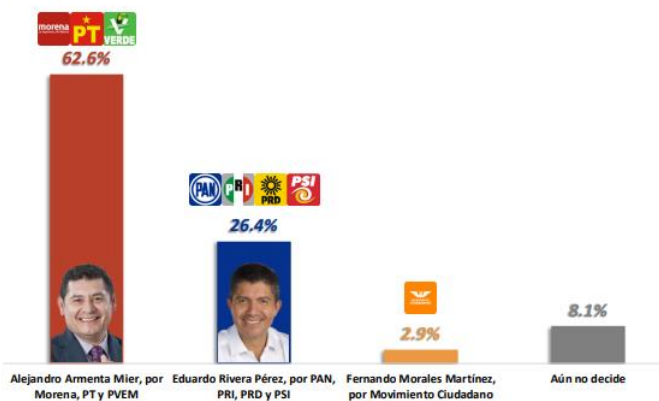 morena
PT
VERDE
62.6%
PAN
PRI
PRD
PSI
26.4%
2.9%
8.1%
Alejandro Armenta Mier, por
Morena, PT y PVEM
Eduardo Rivera Pérez, por PAN,
PRI, PRD y PSI
Fernando Morales Martínez,
por Movimiento Ciudadano
Aún no decide